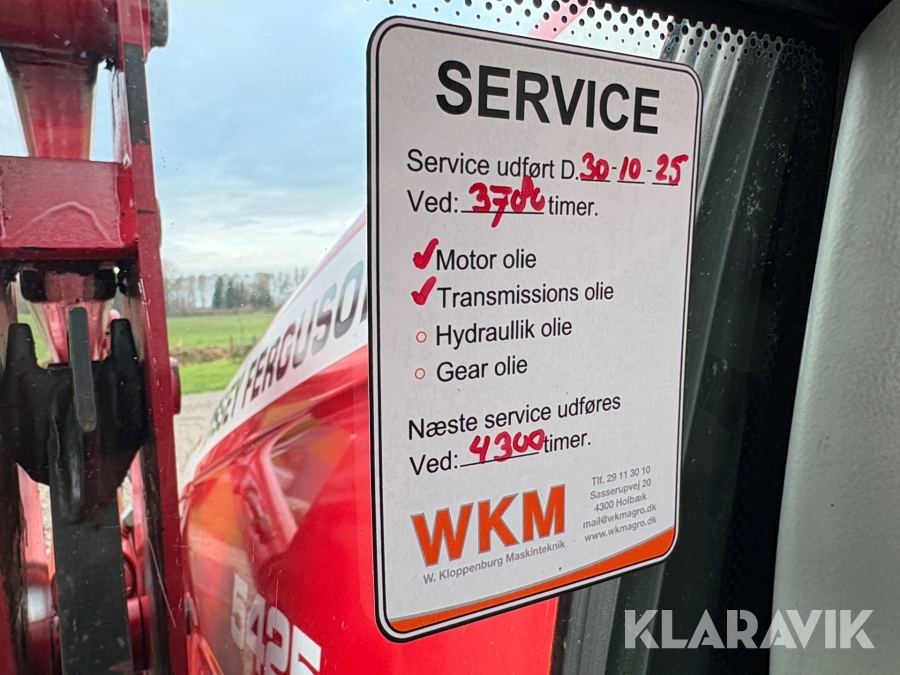 SERVICE
Service udført D. 30-10-25
Ved: 3700 timer.
✓ Motor olie
✓ Transmissions olie
○ Hydraullik olie
○ Gear olie
Næste service udføres
Ved: 4300 timer.
WKM
W. Kloppenburg Maskinteknik
Tlf. 29 11 30 10
Sasserupvej 20
4300 Holbæk
mail@wkmagro.dk
www.wkmagro.dk
FERGUSO
5425
KLARAVIK